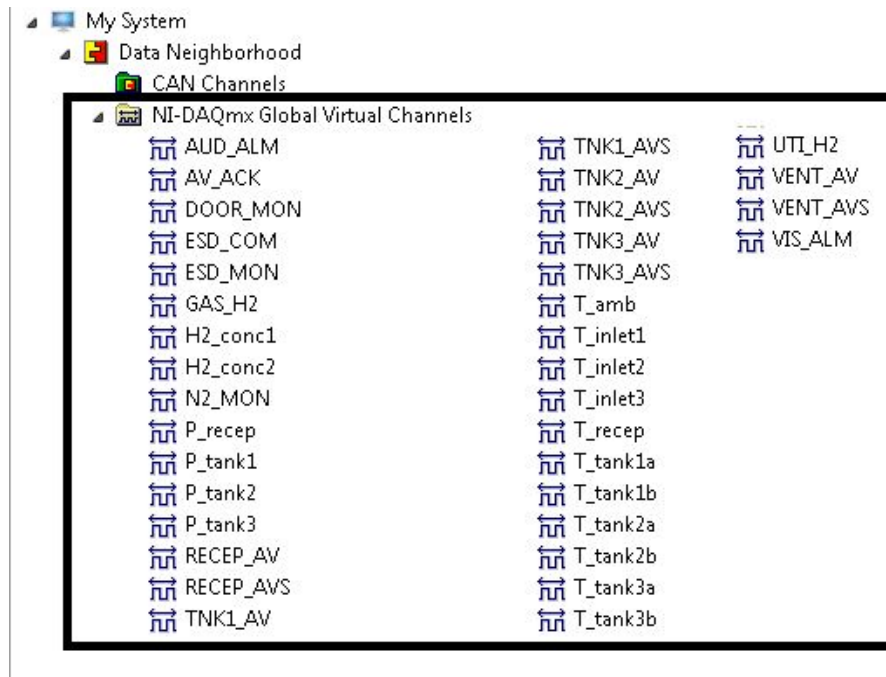 My System
Data Neighborhood
CAN Channels
NI-DAQmx Global Virtual Channels
AUD_ALM
AV_ACK
DOOR_MON
ESD_COM
ESD_MON
GAS_H2
H2_conc1
H2_conc2
N2_MON
P_recep
P_tank1
P_tank2
P_tank3
RECEP_AV
RECEP_AVS
TNK1_AV
TNK1_AVS
TNK2_AV
TNK2_AVS
TNK3_AV
TNK3_AVS
T_amb
T_inlet1
T_inlet2
T_inlet3
T_recep
T_tank1a
T_tank1b
T_tank2a
T_tank2b
T_tank3a
T_tank3b
UTI_H2
VENT_AV
VENT_AVS
VIS_ALM